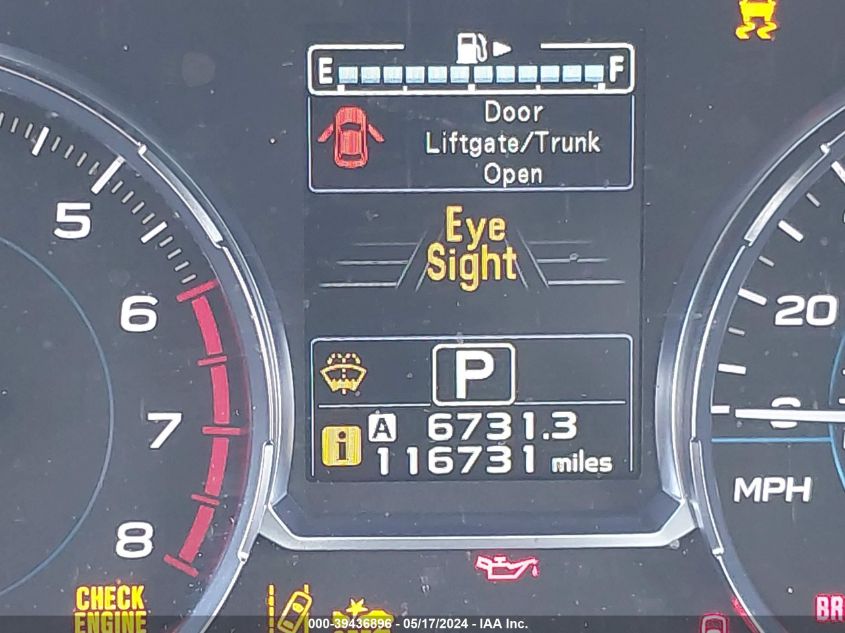 E F
Door
Liftgate/Trunk
Open
Eye
Sight
5
6
7
8
20
0
P
A 6731.3
i 116731 miles
MPH
CHECK
ENGINE
000-39436896 - 05/17/2024 - IAA Inc.